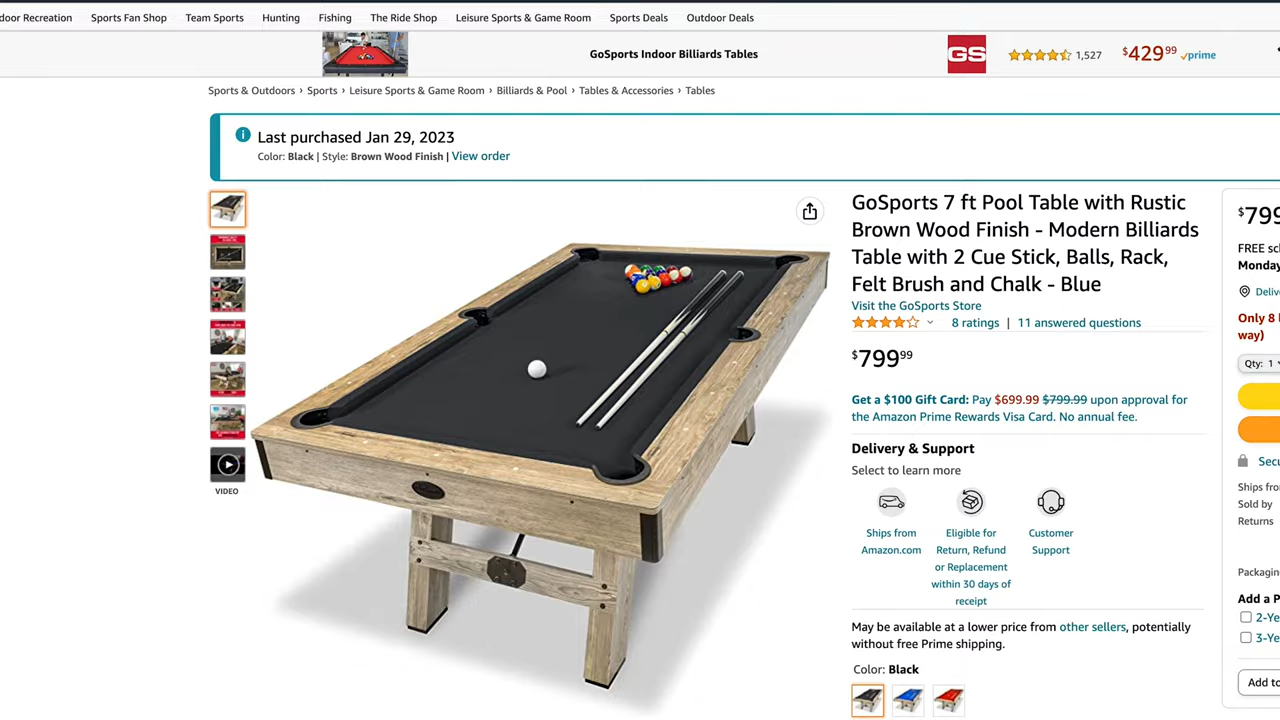 door Recreation Sports Fan Shop Team Sports Hunting Fishing The Ride Shop Leisure Sports & Game Room Sports Deals Outdoor Deals
GoSports Indoor Billiards Tables GS 1,527 $429.99 prime
Sports & Outdoors › Sports › Leisure Sports & Game Room › Billiards & Pool › Tables & Accessories › Tables
Last purchased Jan 29, 2023
Color: Black | Style: Brown Wood Finish | View order
VIDEO
GoSports 7 ft Pool Table with Rustic
Brown Wood Finish - Modern Billiards
Table with 2 Cue Stick, Balls, Rack,
Felt Brush and Chalk - Blue
Visit the GoSports Store
8 ratings | 11 answered questions
$799.99
Get a $100 Gift Card: Pay $699.99 $799.99 upon approval for
the Amazon Prime Rewards Visa Card. No annual fee.
Delivery & Support
Select to learn more
Ships from
Amazon.com
Eligible for
Return, Refund
or Replacement
within 30 days of
receipt
Customer
Support
May be available at a lower price from other sellers, potentially
without free Prime shipping.
Color: Black
$799
FREE sc
Monday
Delive
Only 8 l
way)
Qty: 1
Secu
Ships fro
Sold by
Returns
Packagin
Add a P
2-Ye
3-Ye
Add to